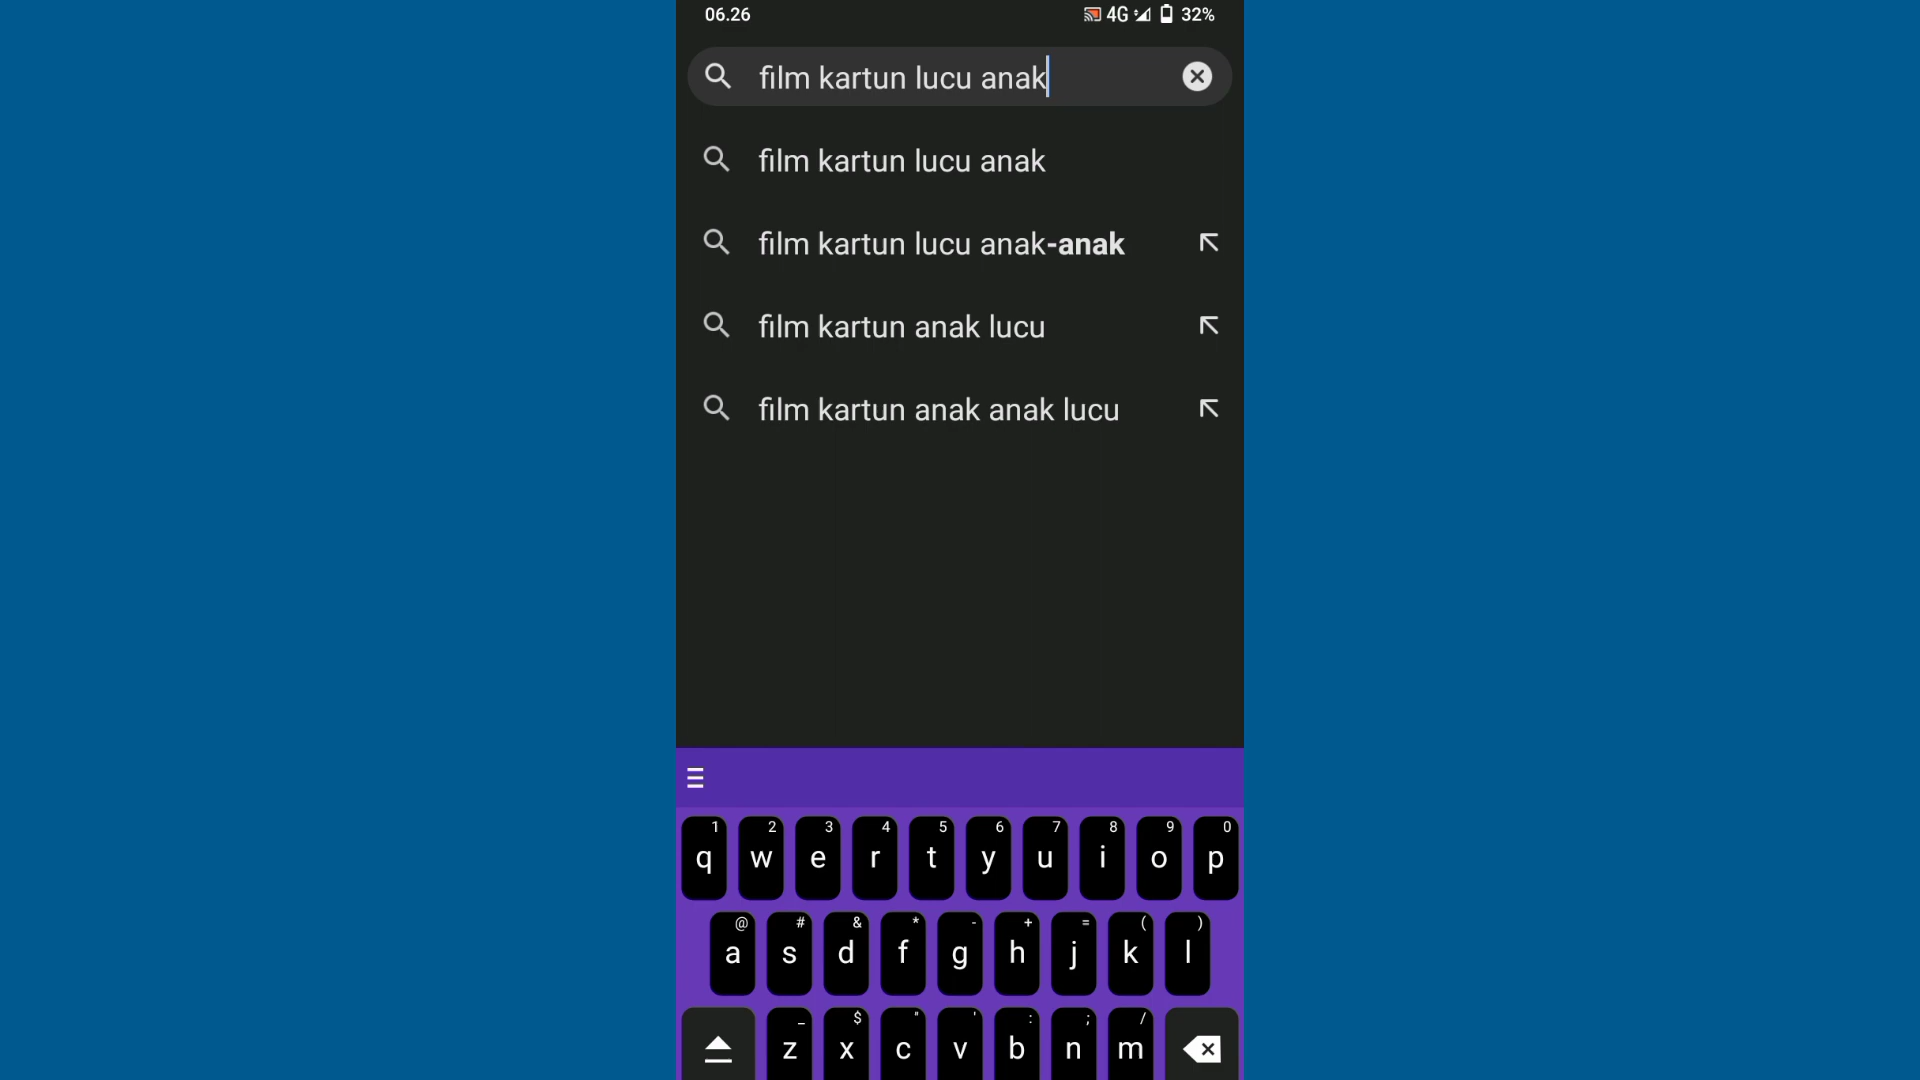 06.26 4G 32%
film kartun lucu anak
film kartun lucu anak
film kartun lucu anak-anak
film kartun anak lucu
film kartun anak anak lucu
1 2 3 4 5 6 7 8 9 0
q w e r t y u i o p
@ # & * - + = ( )
a s d f g h j k l
_ $ " ' : ; /
z x c v b n m